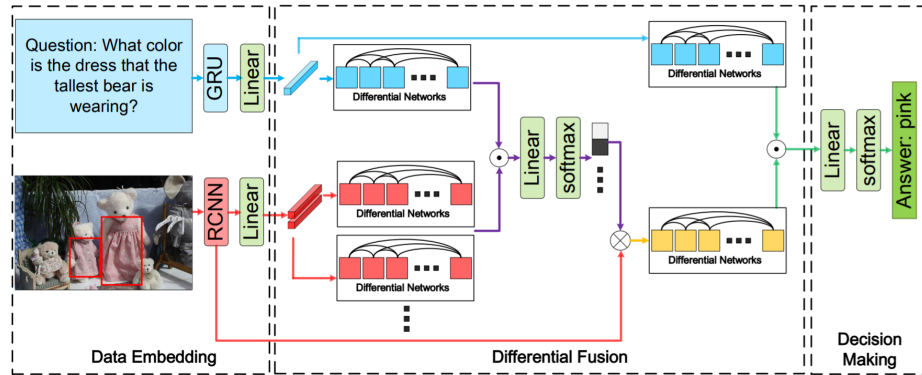 Question: What color
is the dress that the
tallest bear is
wearing?
GRU
Linear
Differential Networks
Differential Networks
RCNN
Linear
Differential Networks
Differential Networks
Linear
softmax
Differential Networks
Linear
softmax
Answer: pink
Data Embedding
Differential Fusion
Decision
Making